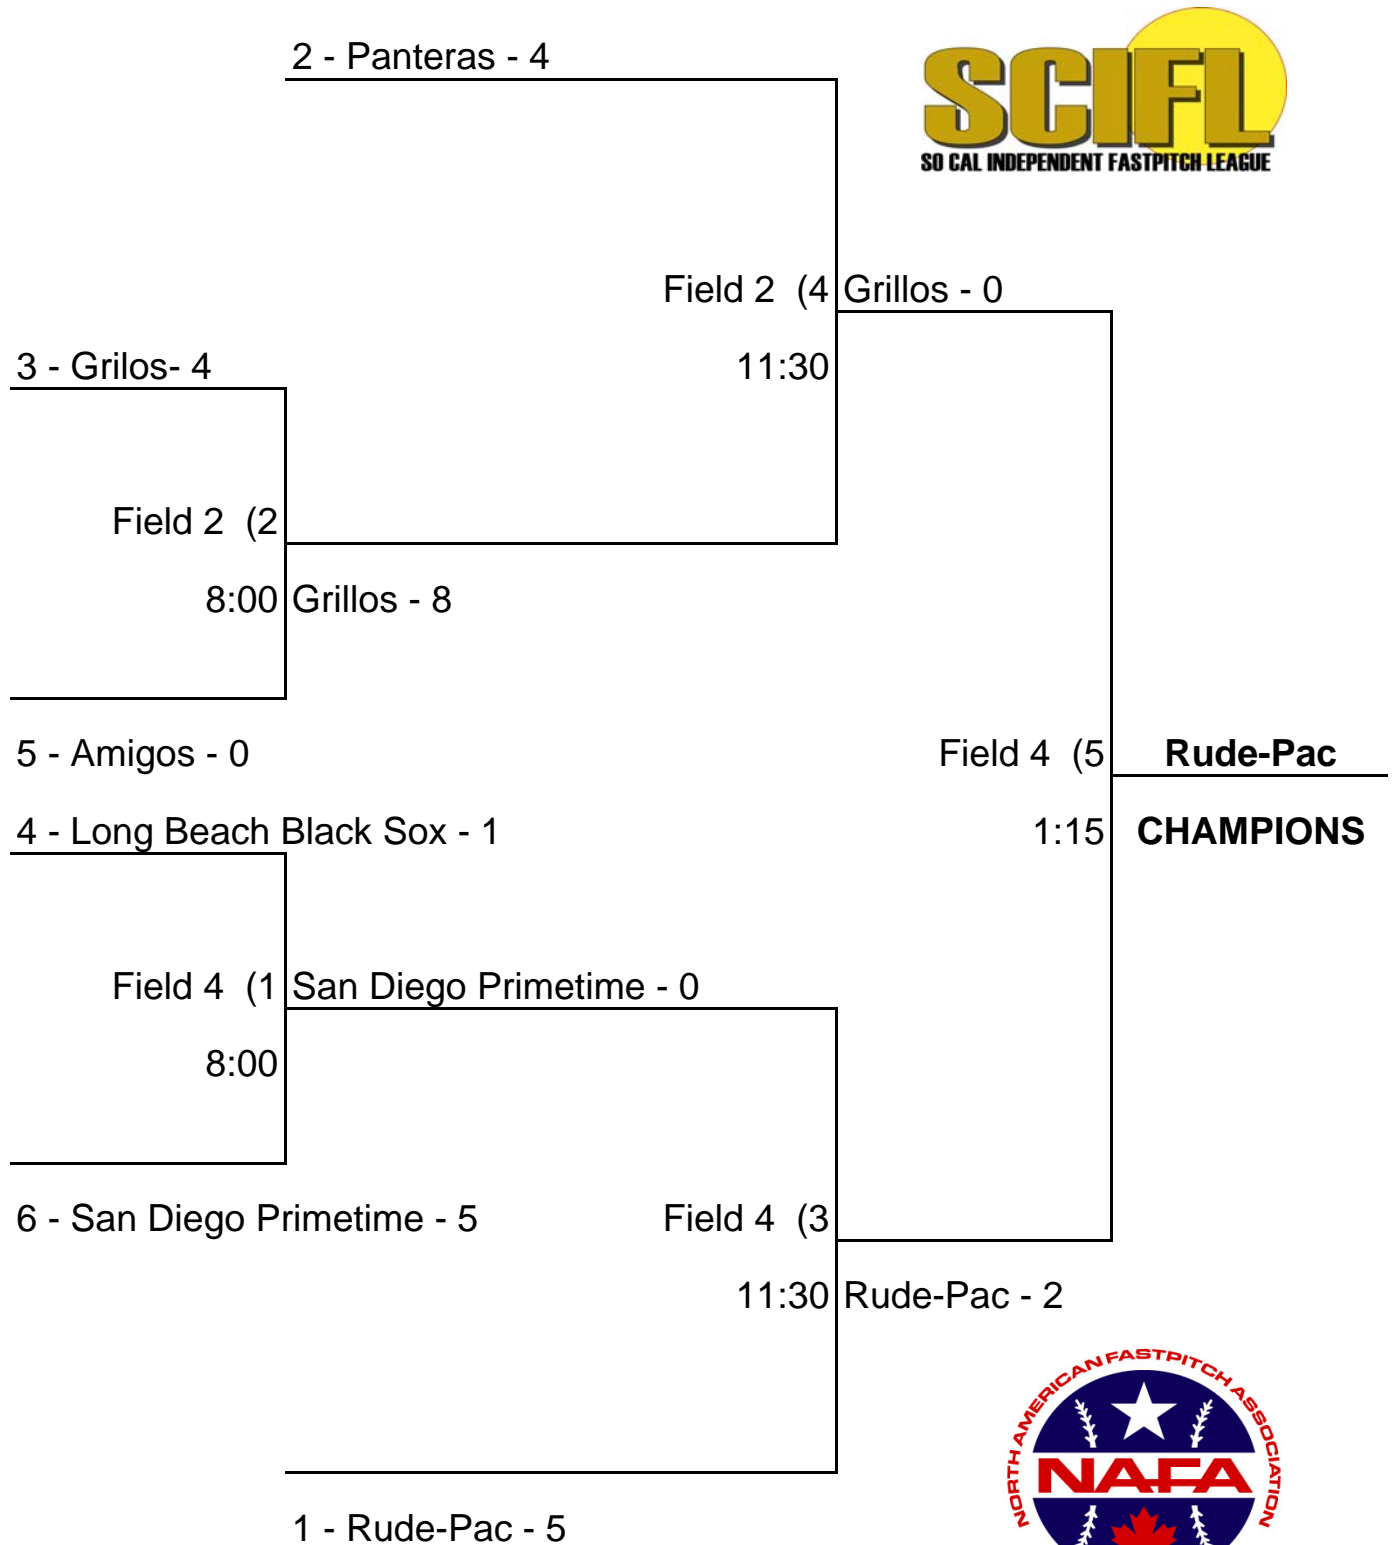 2 - Panteras - 4
SCIFL
SO CAL INDEPENDENT FASTPITCH LEAGUE
Field 2  (4 Grillos - 0
3 - Grilos- 4
11:30
Field 2  (2
8:00 Grillos - 8
5 - Amigos - 0
Field 4  (5 Rude-Pac
4 - Long Beach Black Sox - 1
1:15 CHAMPIONS
Field 4  (1 San Diego Primetime - 0
8:00
6 - San Diego Primetime - 5
Field 4  (3
11:30 Rude-Pac - 2
NORTH AMERICAN FASTPITCH ASSOCIATION
NAFA
1 - Rude-Pac - 5